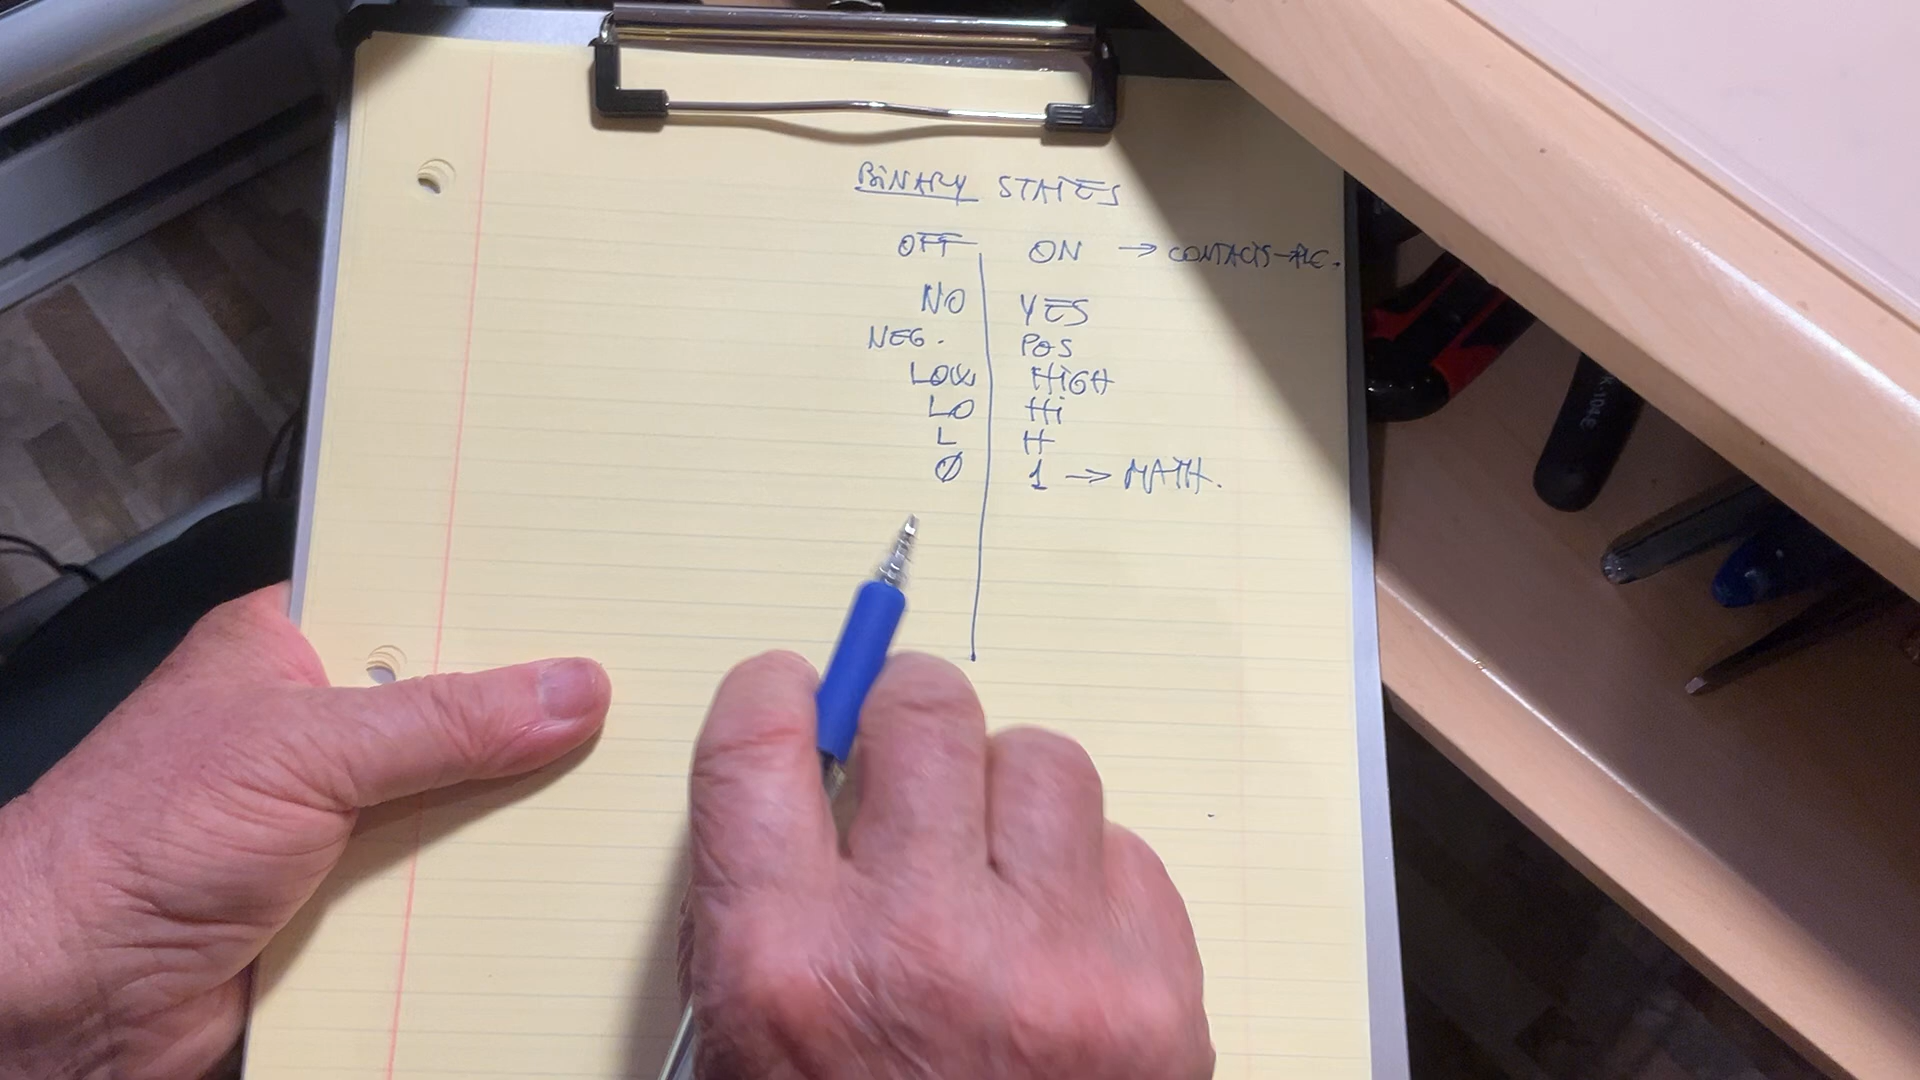 BINARY STATES
OFF ON → CONTACTS-PLC.
NO YES
NEG. POS
LOW HIGH
LO Hi
L H
Ø 1 → MATH.